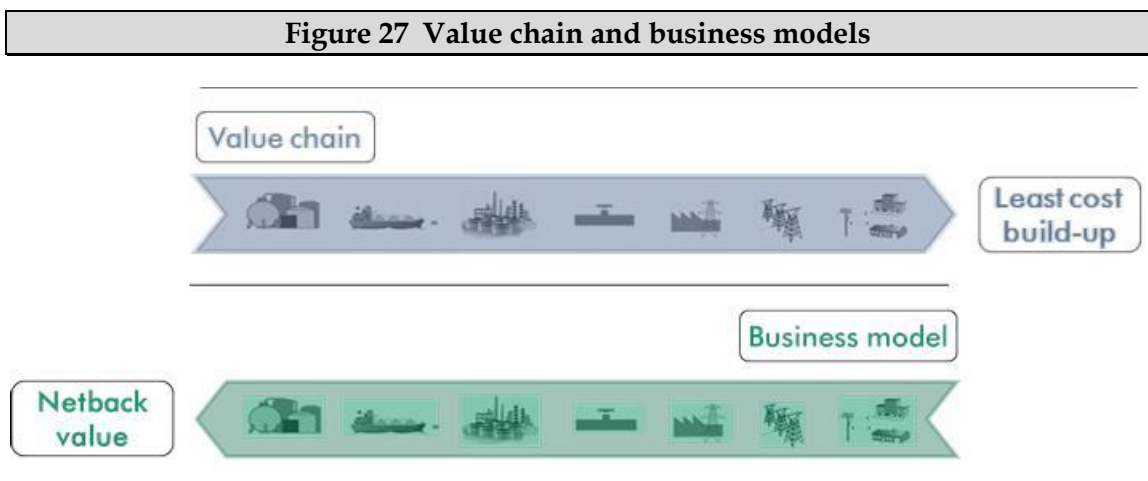 Figure 27 Value chain and business models
Value chain
Least cost
build-up
Business model
Netback
value